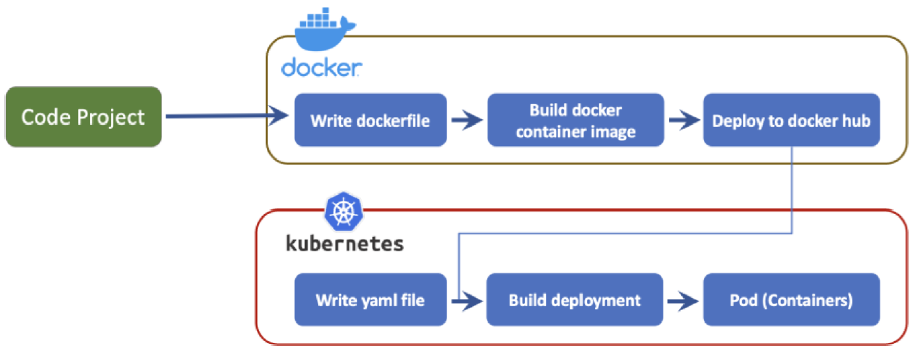 docker
Code Project
Write dockerfile
Build docker
container image
Deploy to docker hub
kubernetes
Write yaml file
Build deployment
Pod (Containers)